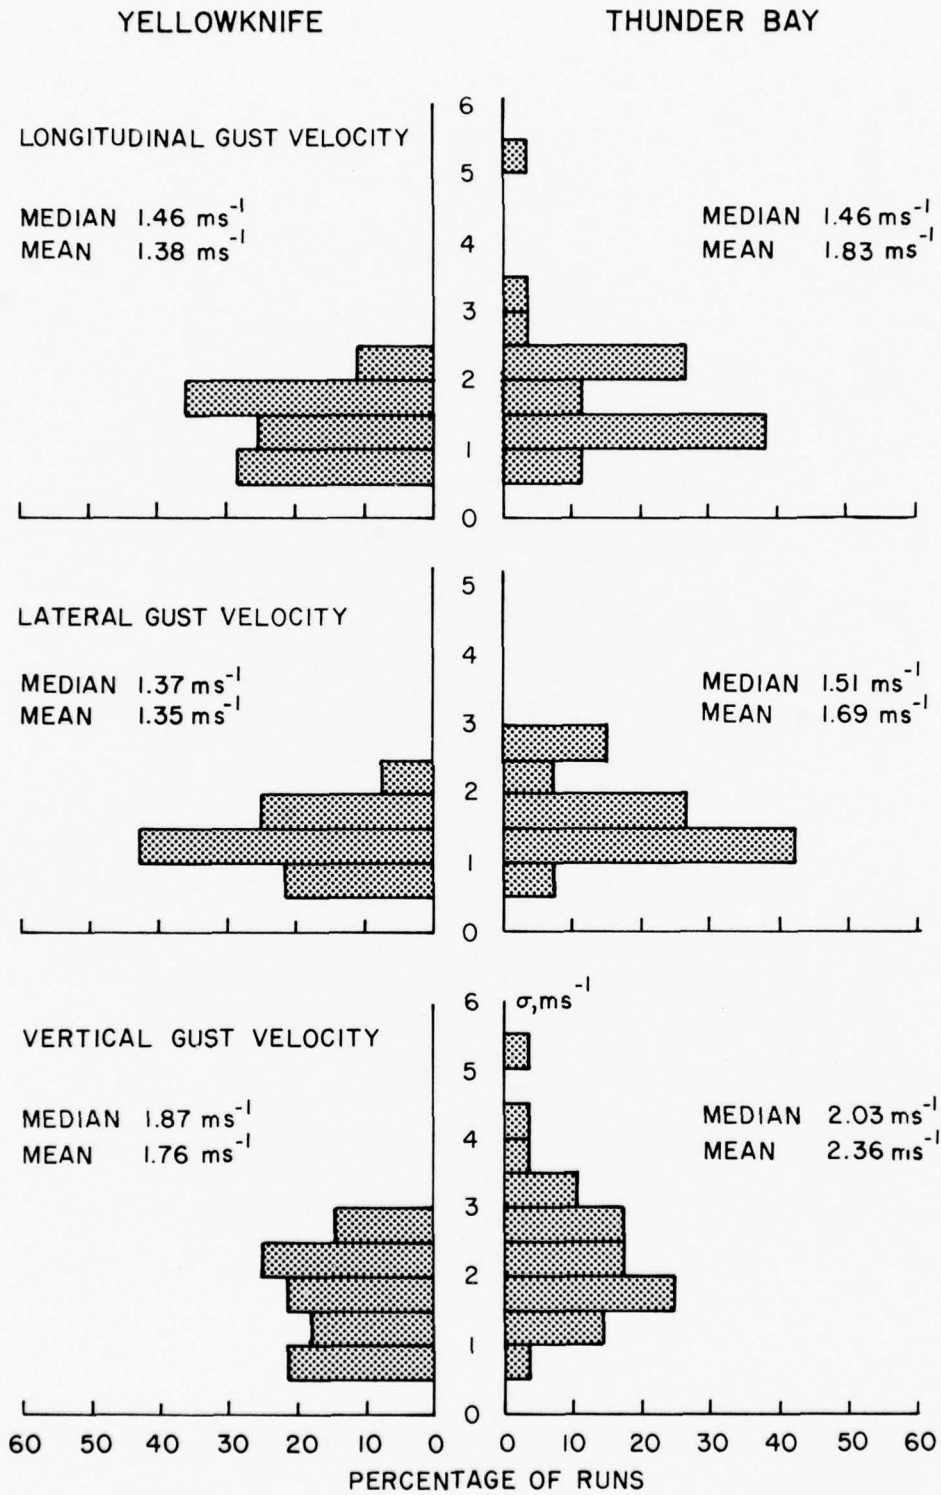 YELLOWKNIFE THUNDER BAY
6
LONGITUDINAL GUST VELOCITY
5
MEDIAN 1.46 ms⁻¹ MEDIAN 1.46 ms⁻¹
MEAN 1.38 ms⁻¹ 4 MEAN 1.83 ms⁻¹
3
2
1
0
5
LATERAL GUST VELOCITY
4
MEDIAN 1.37 ms⁻¹ MEDIAN 1.51 ms⁻¹
MEAN 1.35 ms⁻¹ 3 MEAN 1.69 ms⁻¹
2
1
0
6 σ, ms⁻¹
VERTICAL GUST VELOCITY
5
MEDIAN 1.87 ms⁻¹ MEDIAN 2.03 ms⁻¹
MEAN 1.76 ms⁻¹ 4 MEAN 2.36 ms⁻¹
3
2
1
0
60 50 40 30 20 10 0 0 10 20 30 40 50 60
PERCENTAGE OF RUNS